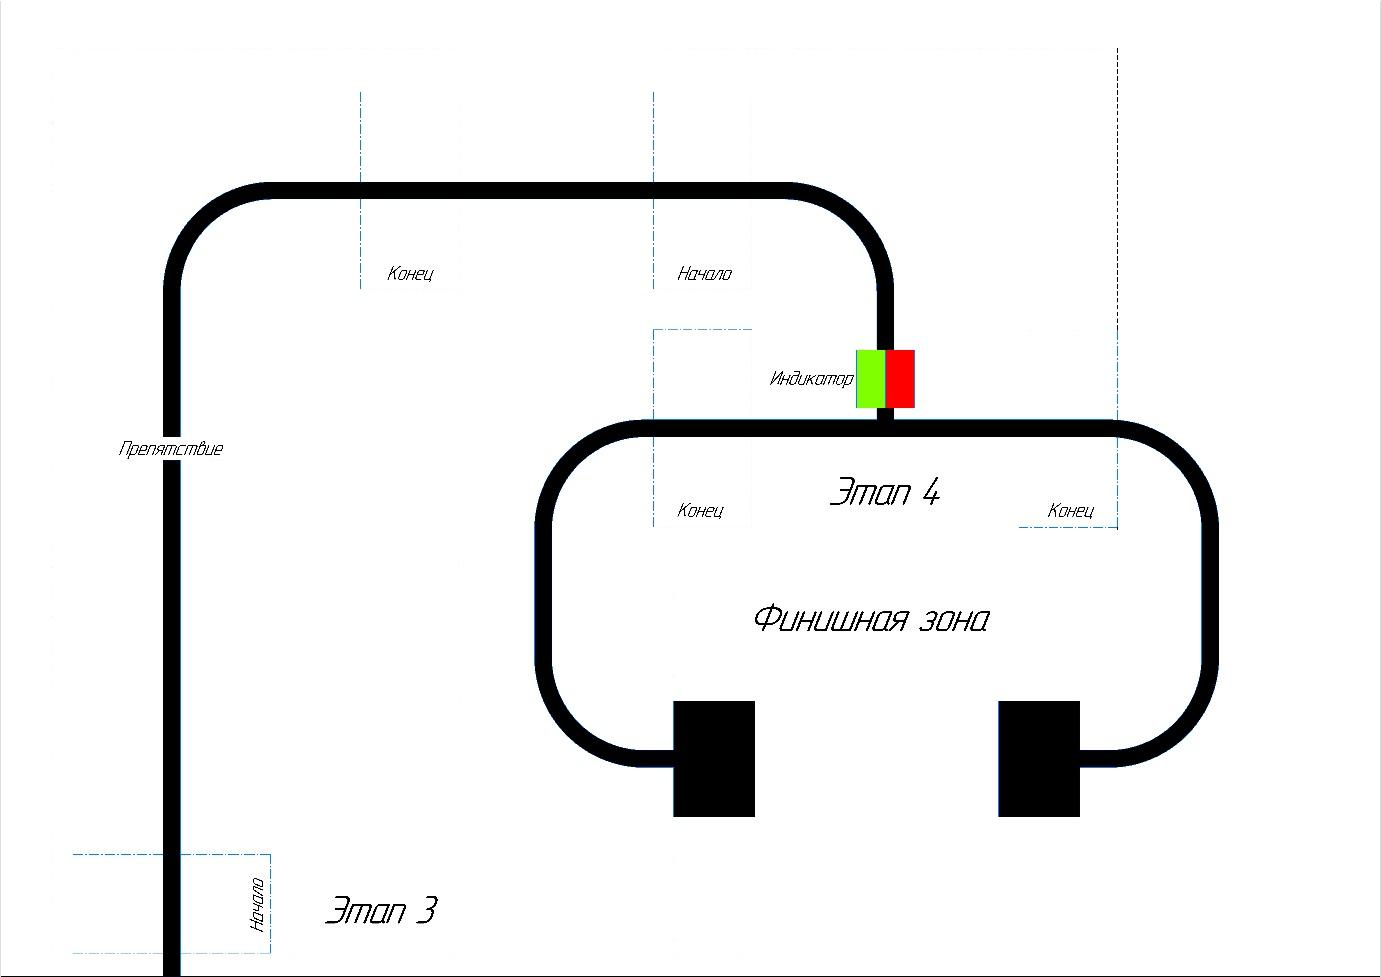 Конец
Начало
Индикатор
Препятствие
Этап 4
Конец
Конец
Финишная зона
Начало
Этап 3